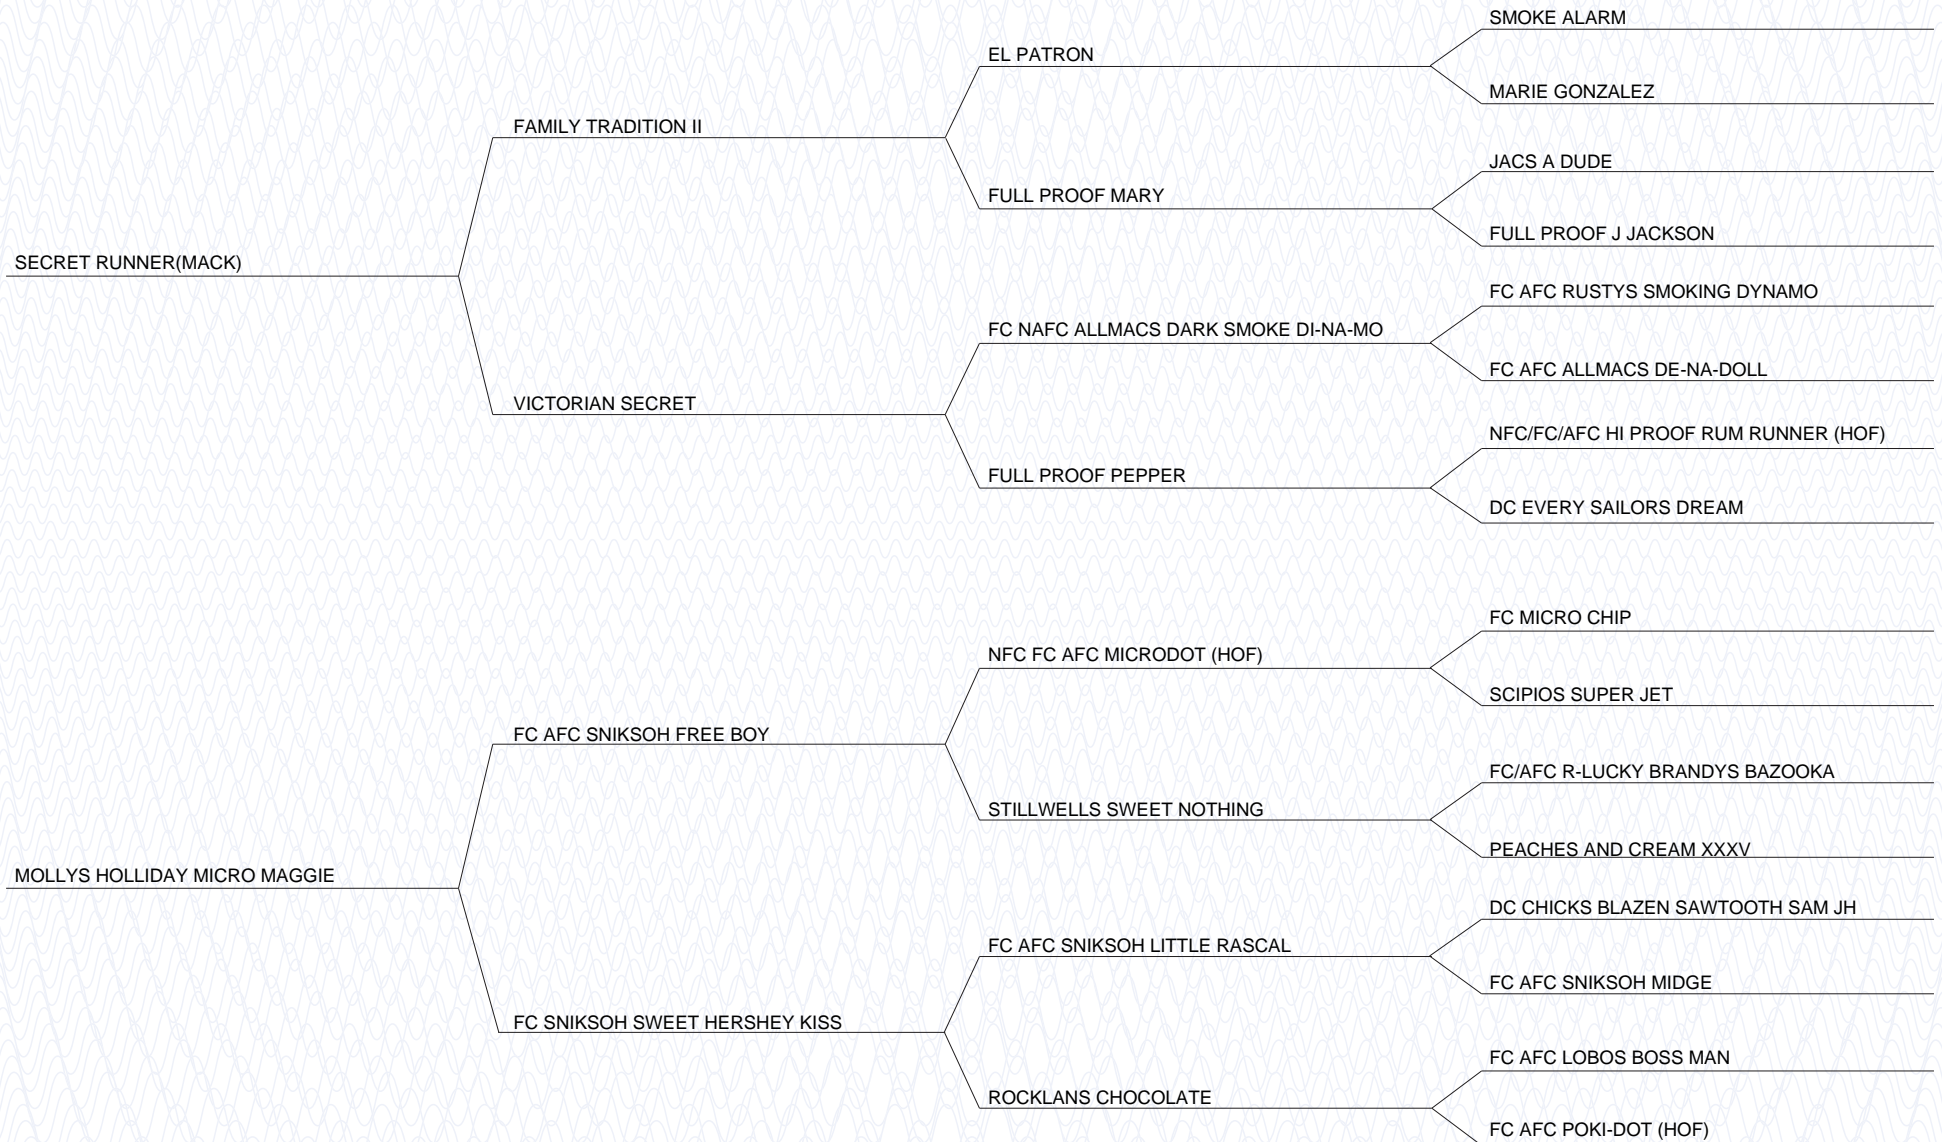 SMOKE ALARM
EL PATRON
MARIE GONZALEZ
FAMILY TRADITION II
JACS A DUDE
FULL PROOF MARY
FULL PROOF J JACKSON
SECRET RUNNER(MACK)
FC AFC RUSTYS SMOKING DYNAMO
FC NAFC ALLMACS DARK SMOKE DI-NA-MO
FC AFC ALLMACS DE-NA-DOLL
VICTORIAN SECRET
NFC/FC/AFC HI PROOF RUM RUNNER (HOF)
FULL PROOF PEPPER
DC EVERY SAILORS DREAM
FC MICRO CHIP
NFC FC AFC MICRODOT (HOF)
SCIPIOS SUPER JET
FC AFC SNIKSOH FREE BOY
FC/AFC R-LUCKY BRANDYS BAZOOKA
STILLWELLS SWEET NOTHING
PEACHES AND CREAM XXXV
MOLLYS HOLLIDAY MICRO MAGGIE
DC CHICKS BLAZEN SAWTOOTH SAM JH
FC AFC SNIKSOH LITTLE RASCAL
FC AFC SNIKSOH MIDGE
FC SNIKSOH SWEET HERSHEY KISS
FC AFC LOBOS BOSS MAN
ROCKLANS CHOCOLATE
FC AFC POKI-DOT (HOF)